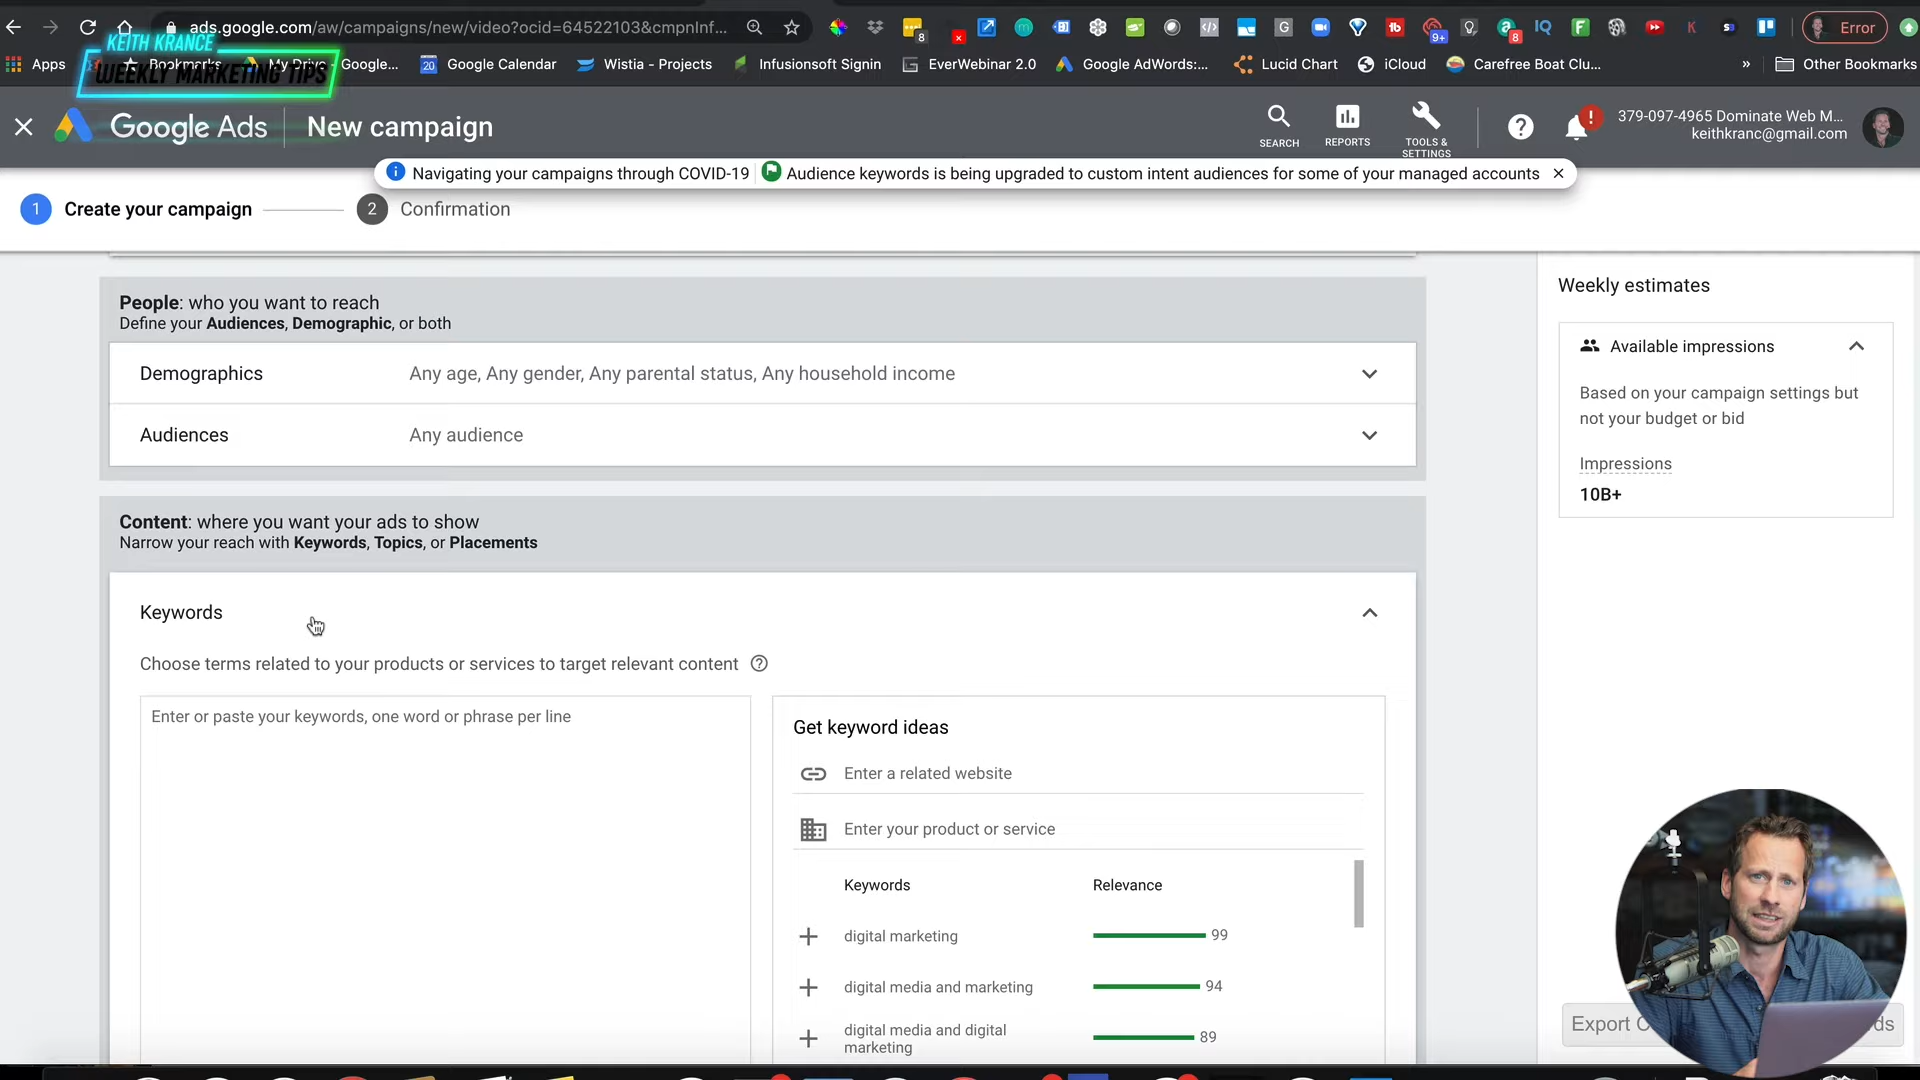 ads.google.com/aw/campaigns/new/video?ocid=64522103&cmpnInf...
8
9+
8
Error
KEITH KRANCE
WEEKLY MARKETING TIPS
Apps
Bookmarks
My Drive - Google...
20
Google Calendar
Wistia - Projects
Infusionsoft Signin
EverWebinar 2.0
Google AdWords:...
Lucid Chart
iCloud
Carefree Boat Clu...
»
Other Bookmarks
Google Ads
New campaign
SEARCH
REPORTS
TOOLS &
SETTINGS
379-097-4965 Dominate Web M...
keithkranc@gmail.com
Navigating your campaigns through COVID-19
Audience keywords is being upgraded to custom intent audiences for some of your managed accounts
1
Create your campaign
2
Confirmation
People: who you want to reach
Define your Audiences, Demographic, or both
Demographics
Any age, Any gender, Any parental status, Any household income
Audiences
Any audience
Content: where you want your ads to show
Narrow your reach with Keywords, Topics, or Placements
Keywords
Choose terms related to your products or services to target relevant content
Enter or paste your keywords, one word or phrase per line
Get keyword ideas
Enter a related website
Enter your product or service
Keywords
Relevance
digital marketing
99
digital media and marketing
94
digital media and digital
marketing
89
Weekly estimates
Available impressions
Based on your campaign settings but
not your budget or bid
Impressions
10B+
Export